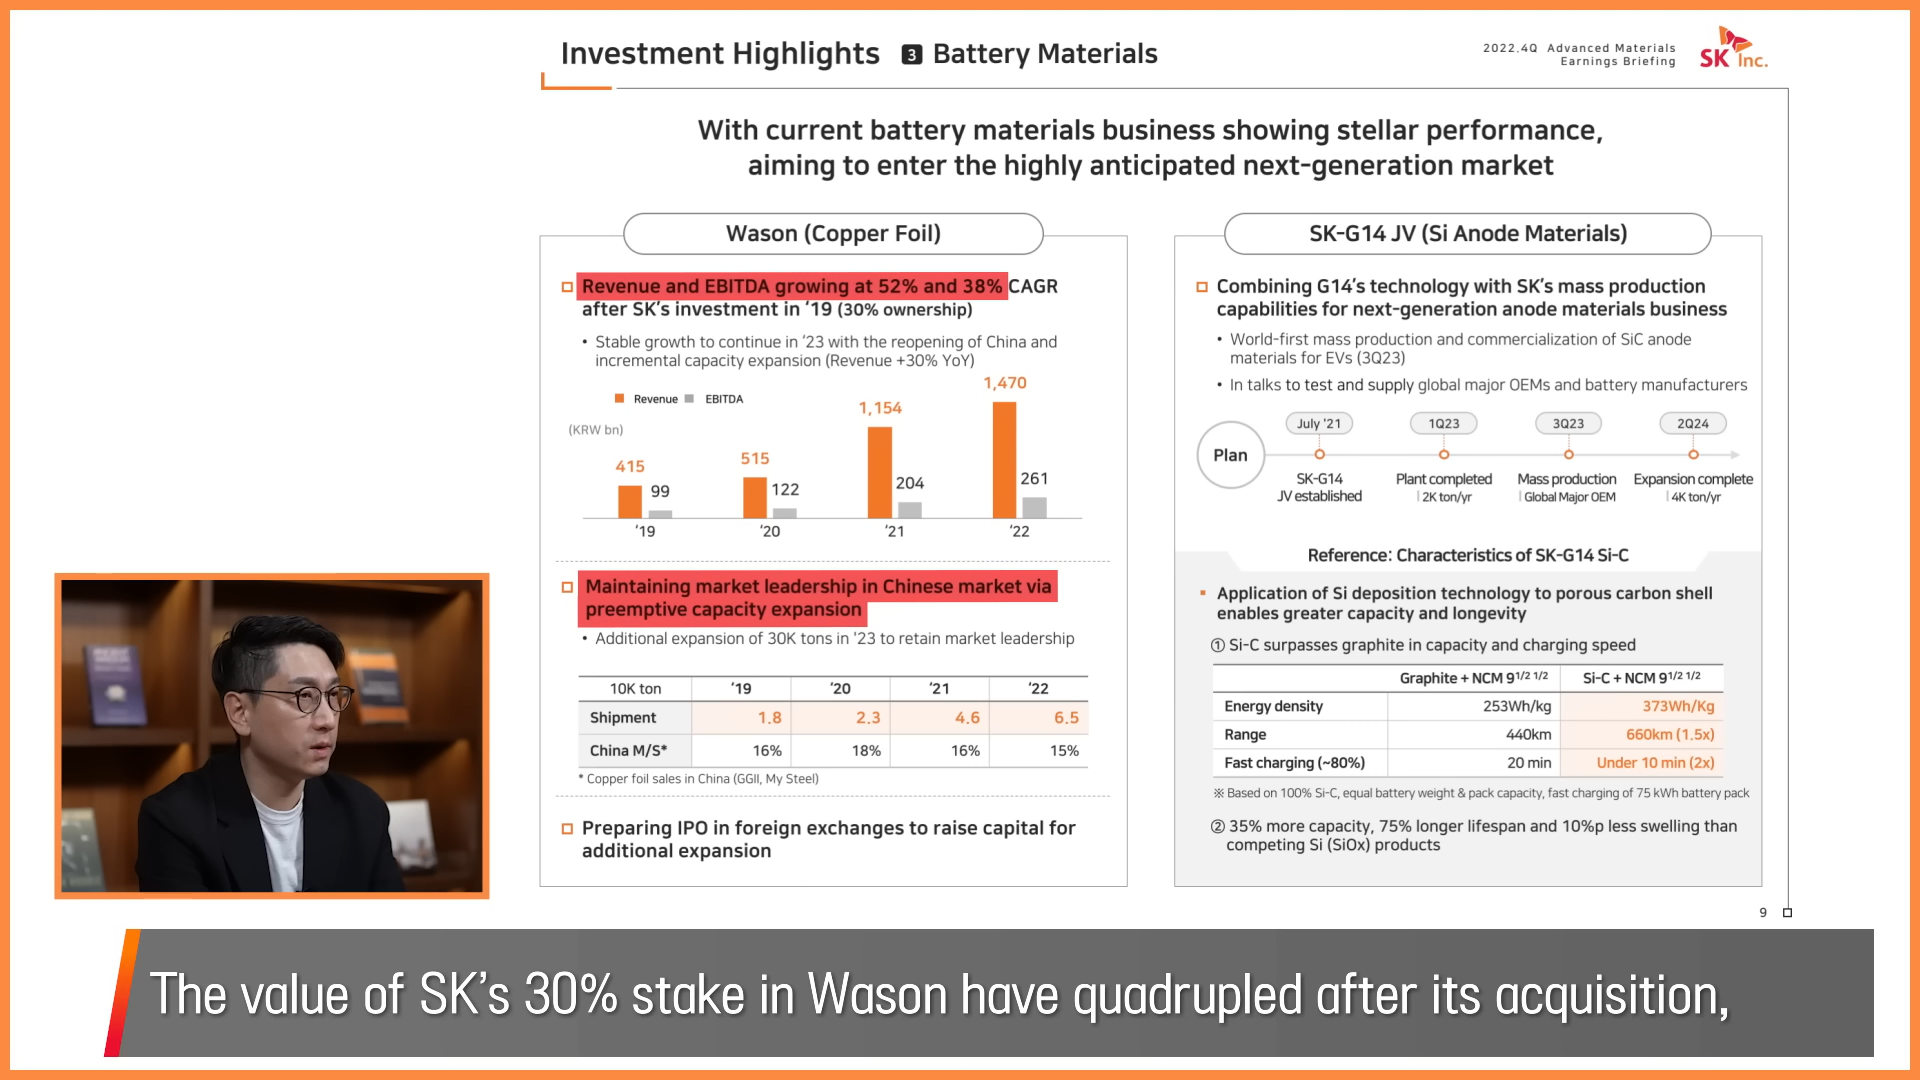 Investment Highlights 3 Battery Materials
2022.4Q Advanced Materials
Earnings Briefing
SK Inc.
With current battery materials business showing stellar performance,
aiming to enter the highly anticipated next-generation market
Wason (Copper Foil)
Revenue and EBITDA growing at 52% and 38% CAGR
after SK's investment in '19 (30% ownership)
• Stable growth to continue in '23 with the reopening of China and
incremental capacity expansion (Revenue +30% YoY)
Revenue EBITDA
(KRW bn)
415 99 515 122 1,154 204 1,470 261
'19 '20 '21 '22
Maintaining market leadership in Chinese market via
preemptive capacity expansion
• Additional expansion of 30K tons in '23 to retain market leadership
10K ton '19 '20 '21 '22
Shipment 1.8 2.3 4.6 6.5
China M/S* 16% 18% 16% 15%
* Copper foil sales in China (GGII, My Steel)
Preparing IPO in foreign exchanges to raise capital for
additional expansion
SK-G14 JV (Si Anode Materials)
Combining G14's technology with SK's mass production
capabilities for next-generation anode materials business
• World-first mass production and commercialization of SiC anode
materials for EVs (3Q23)
• In talks to test and supply global major OEMs and battery manufacturers
July '21 1Q23 3Q23 2Q24
Plan
SK-G14 Plant completed Mass production Expansion complete
JV established 2K ton/yr Global Major OEM 4K ton/yr
Reference: Characteristics of SK-G14 Si-C
Application of Si deposition technology to porous carbon shell
enables greater capacity and longevity
① Si-C surpasses graphite in capacity and charging speed
Graphite + NCM 9 1/2 1/2 Si-C + NCM 9 1/2 1/2
Energy density 253Wh/kg 373Wh/Kg
Range 440km 660km (1.5x)
Fast charging (~80%) 20 min Under 10 min (2x)
※ Based on 100% Si-C, equal battery weight & pack capacity, fast charging of 75 kWh battery pack
② 35% more capacity, 75% longer lifespan and 10%p less swelling than
competing Si (SiOx) products
9
The value of SK's 30% stake in Wason have quadrupled after its acquisition,